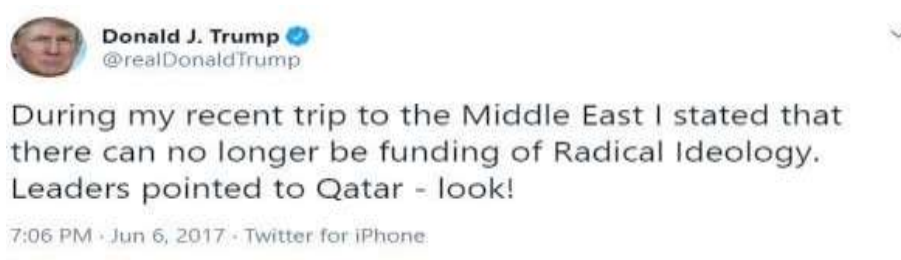 Donald J. Trump
@realDonaldTrump
During my recent trip to the Middle East I stated that
there can no longer be funding of Radical Ideology.
Leaders pointed to Qatar - look!
7:06 PM · Jun 6, 2017 · Twitter for iPhone